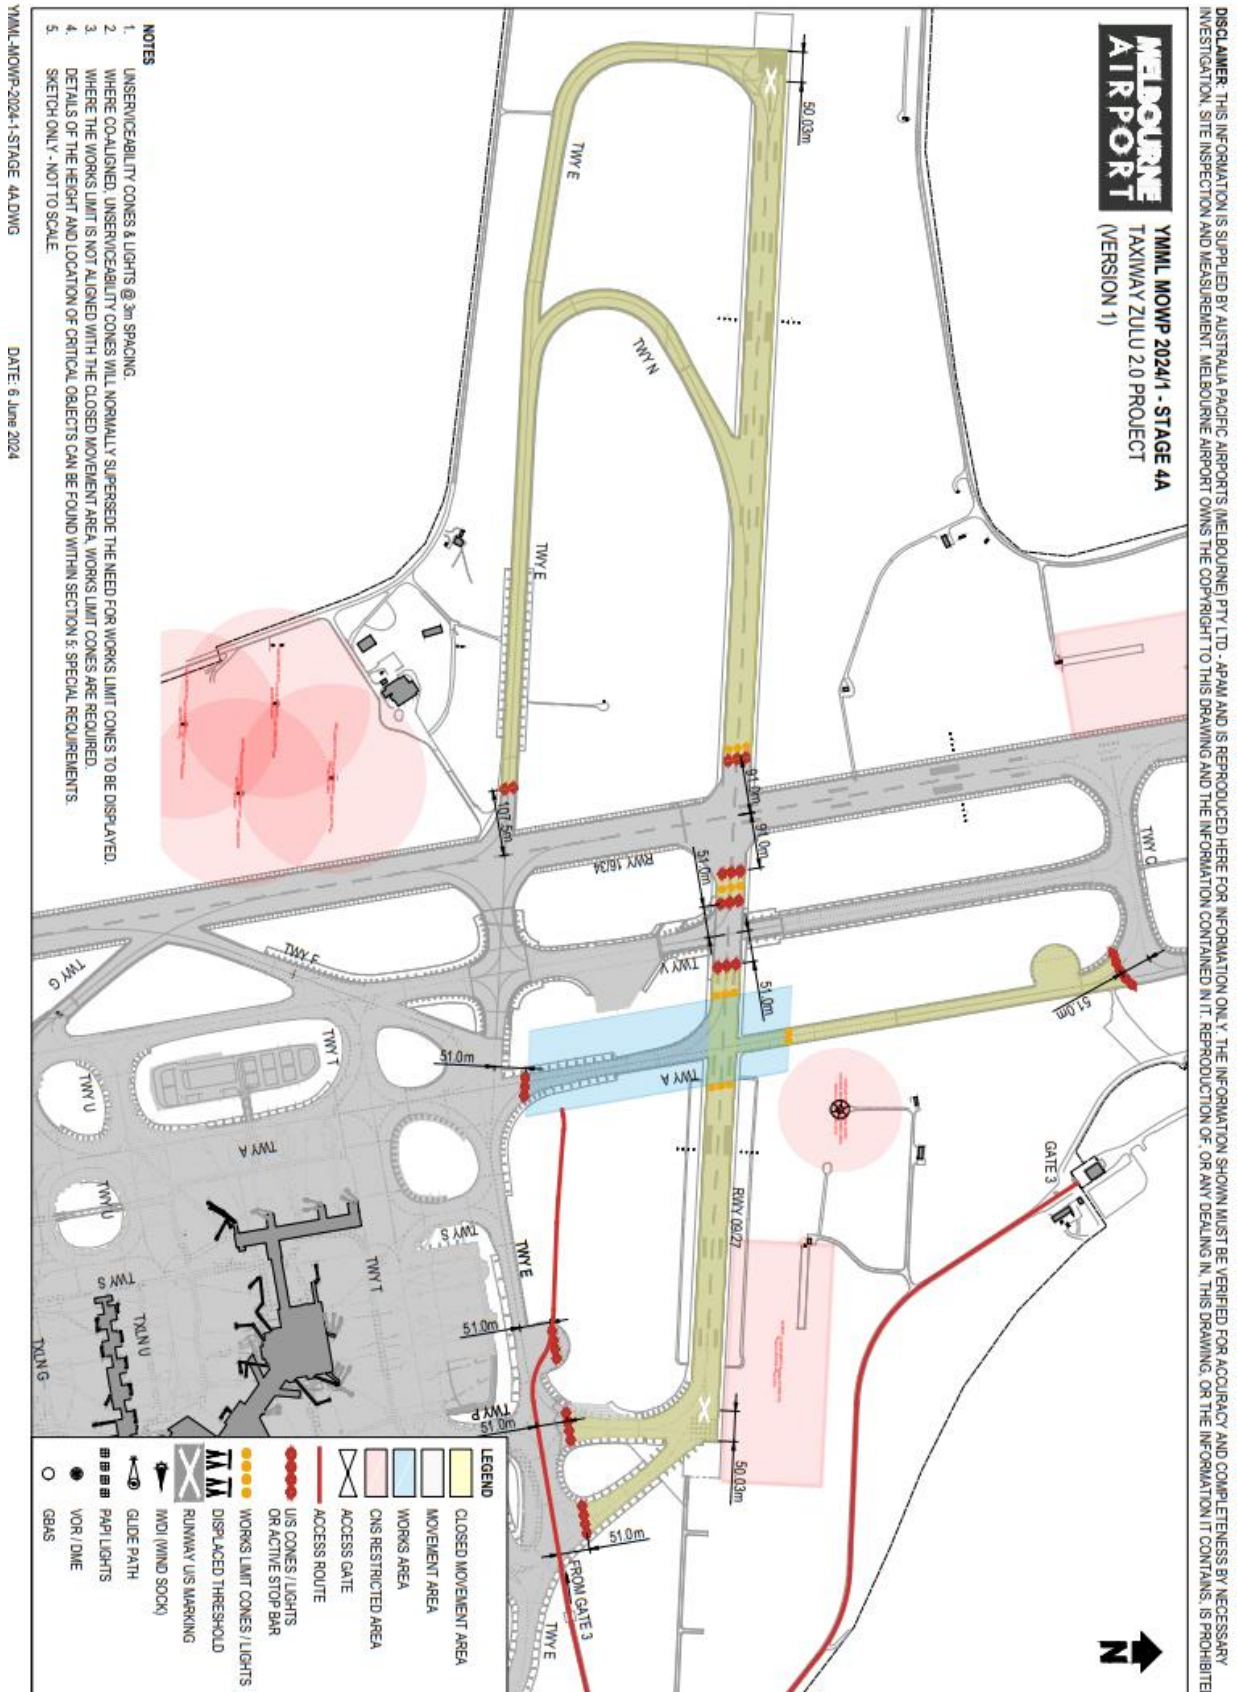 DISCLAIMER: THIS INFORMATION IS SUPPLIED BY AUSTRALIA PACIFIC AIRPORTS (MELBOURNE) PTY LTD - APAM AND IS REPRODUCED HERE FOR INFORMATION ONLY. THE INFORMATION SHOWN MUST BE VERIFIED FOR ACCURACY AND COMPLETENESS BY NECESSARY
INVESTIGATION, SITE INSPECTION AND MEASUREMENT. MELBOURNE AIRPORT OWNS THE COPYRIGHT TO THIS DRAWING AND THE INFORMATION CONTAINED IN IT. REPRODUCTION OF, OR ANY DEALING IN, THIS DRAWING, OR THE INFORMATION IT CONTAINS, IS PROHIBITE
MELBOURNE
AIRPORT
YMML MOWP 2024/1 - STAGE 4A
TAXIWAY ZULU 2.0 PROJECT
(VERSION 1)
N
50.03m
TWY E
TWY N
TWY E
107.5m
91.0m
91.0m
51.0m
RWY 16/34
TWY V
51.0m
TWY F
TWY G
TWY T
TWY U
TWY A
TWY U
TWY S
TXLN U
TXLN G
TWY S
TWY T
51.0m
TWY A
TWY E
51.0m
TWY P
51.0m
RWY 09/27
50.03m
51.0m
FROM GATE 3
TWY E
GATE 3
51.0m
NOTES
1. UNSERVICEABILITY CONES & LIGHTS @ 3m SPACING.
2. WHERE CO-ALIGNED, UNSERVICEABILITY CONES WILL NORMALLY SUPERSEDE THE NEED FOR WORKS LIMIT CONES TO BE DISPLAYED.
3. WHERE THE WORKS LIMIT IS NOT ALIGNED WITH THE CLOSED MOVEMENT AREA, WORKS LIMIT CONES ARE REQUIRED.
4. DETAILS OF THE HEIGHT AND LOCATION OF CRITICAL OBJECTS CAN BE FOUND WITHIN SECTION 5: SPECIAL REQUIREMENTS.
5. SKETCH ONLY - NOT TO SCALE.
LEGEND
CLOSED MOVEMENT AREA
MOVEMENT AREA
WORKS AREA
CNS RESTRICTED AREA
ACCESS GATE
ACCESS ROUTE
U/S CONES / LIGHTS
OR ACTIVE STOP BAR
WORKS LIMIT CONES / LIGHTS
DISPLACED THRESHOLD
RUNWAY U/S MARKING
IWDI (WIND SOCK)
GLIDE PATH
PAPI LIGHTS
VOR / DME
GBAS
YMML-MOWP-2024-1-STAGE 4A.DWG
DATE: 6 June 2024